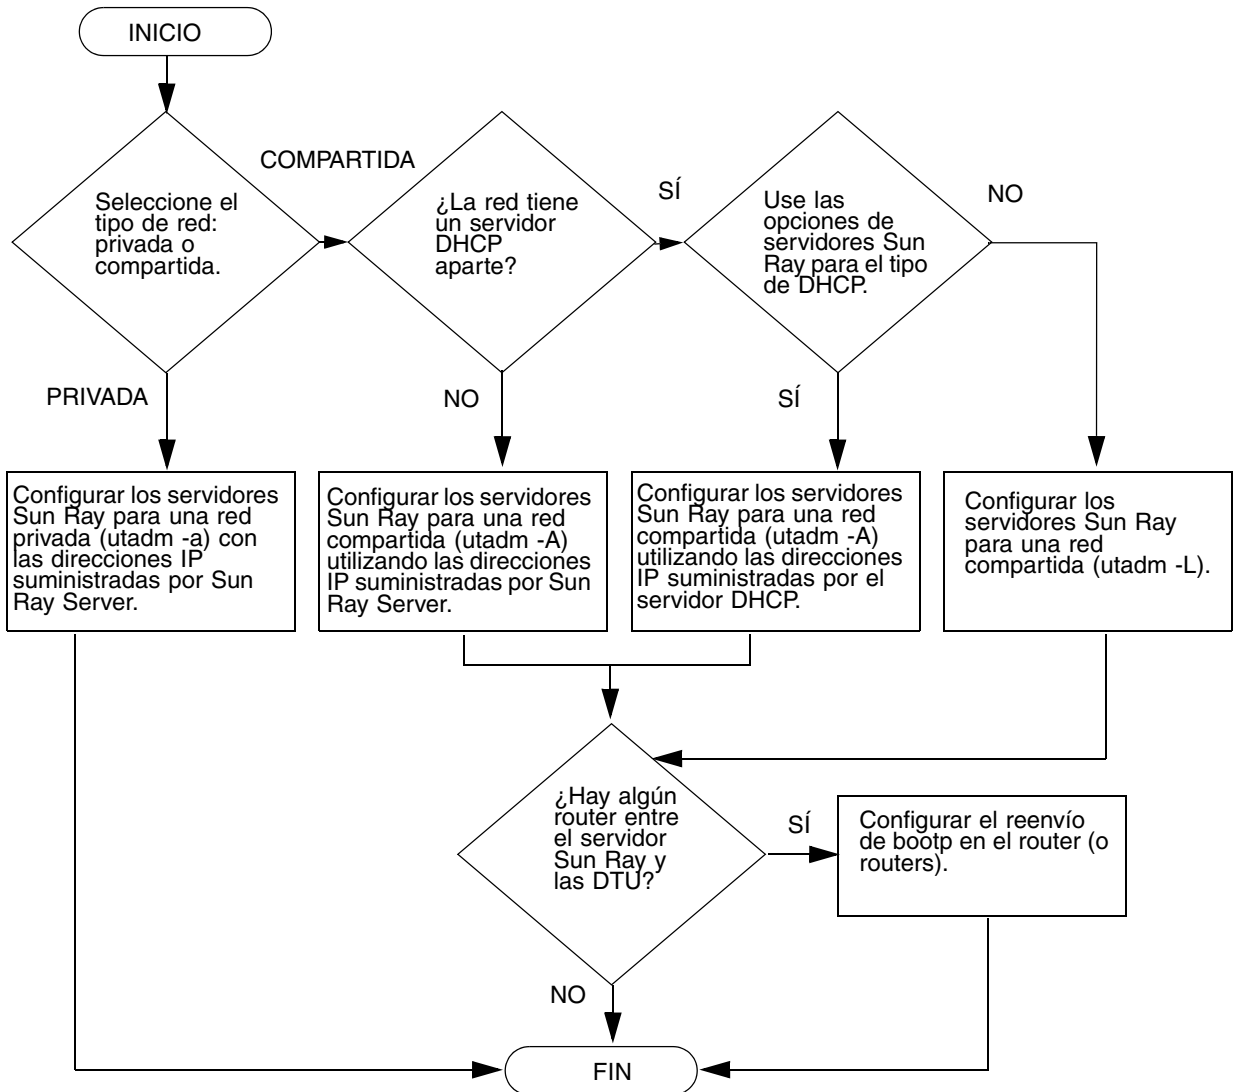 INICIO
COMPARTIDA
Seleccione el
tipo de red:
privada o
compartida.
¿La red tiene
un servidor
DHCP
aparte?
SÍ
Use las
opciones de
servidores Sun
Ray para el tipo
de DHCP.
NO
PRIVADA
NO
SÍ
Configurar los servidores
Sun Ray para una red
privada (utadm -a) con
las direcciones IP
suministradas por Sun
Ray Server.
Configurar los servidores
Sun Ray para una red
compartida (utadm -A)
utilizando las direcciones
IP suministradas por Sun
Ray Server.
Configurar los servidores
Sun Ray para una red
compartida (utadm -A)
utilizando las direcciones
IP suministradas por el
servidor DHCP.
Configurar los
servidores Sun Ray
para una red
compartida (utadm -L).
¿Hay algún
router entre
el servidor
Sun Ray y
las DTU?
SÍ
Configurar el reenvío
de bootp en el router (o
routers).
NO
FIN